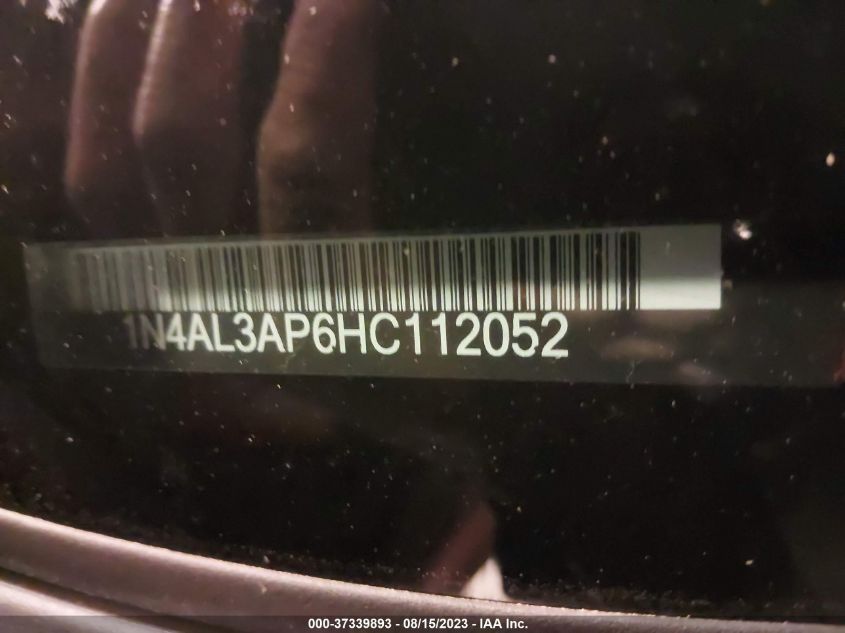 1N4AL3AP6HC112052
000-37339893 - 08/15/2023 - IAA Inc.